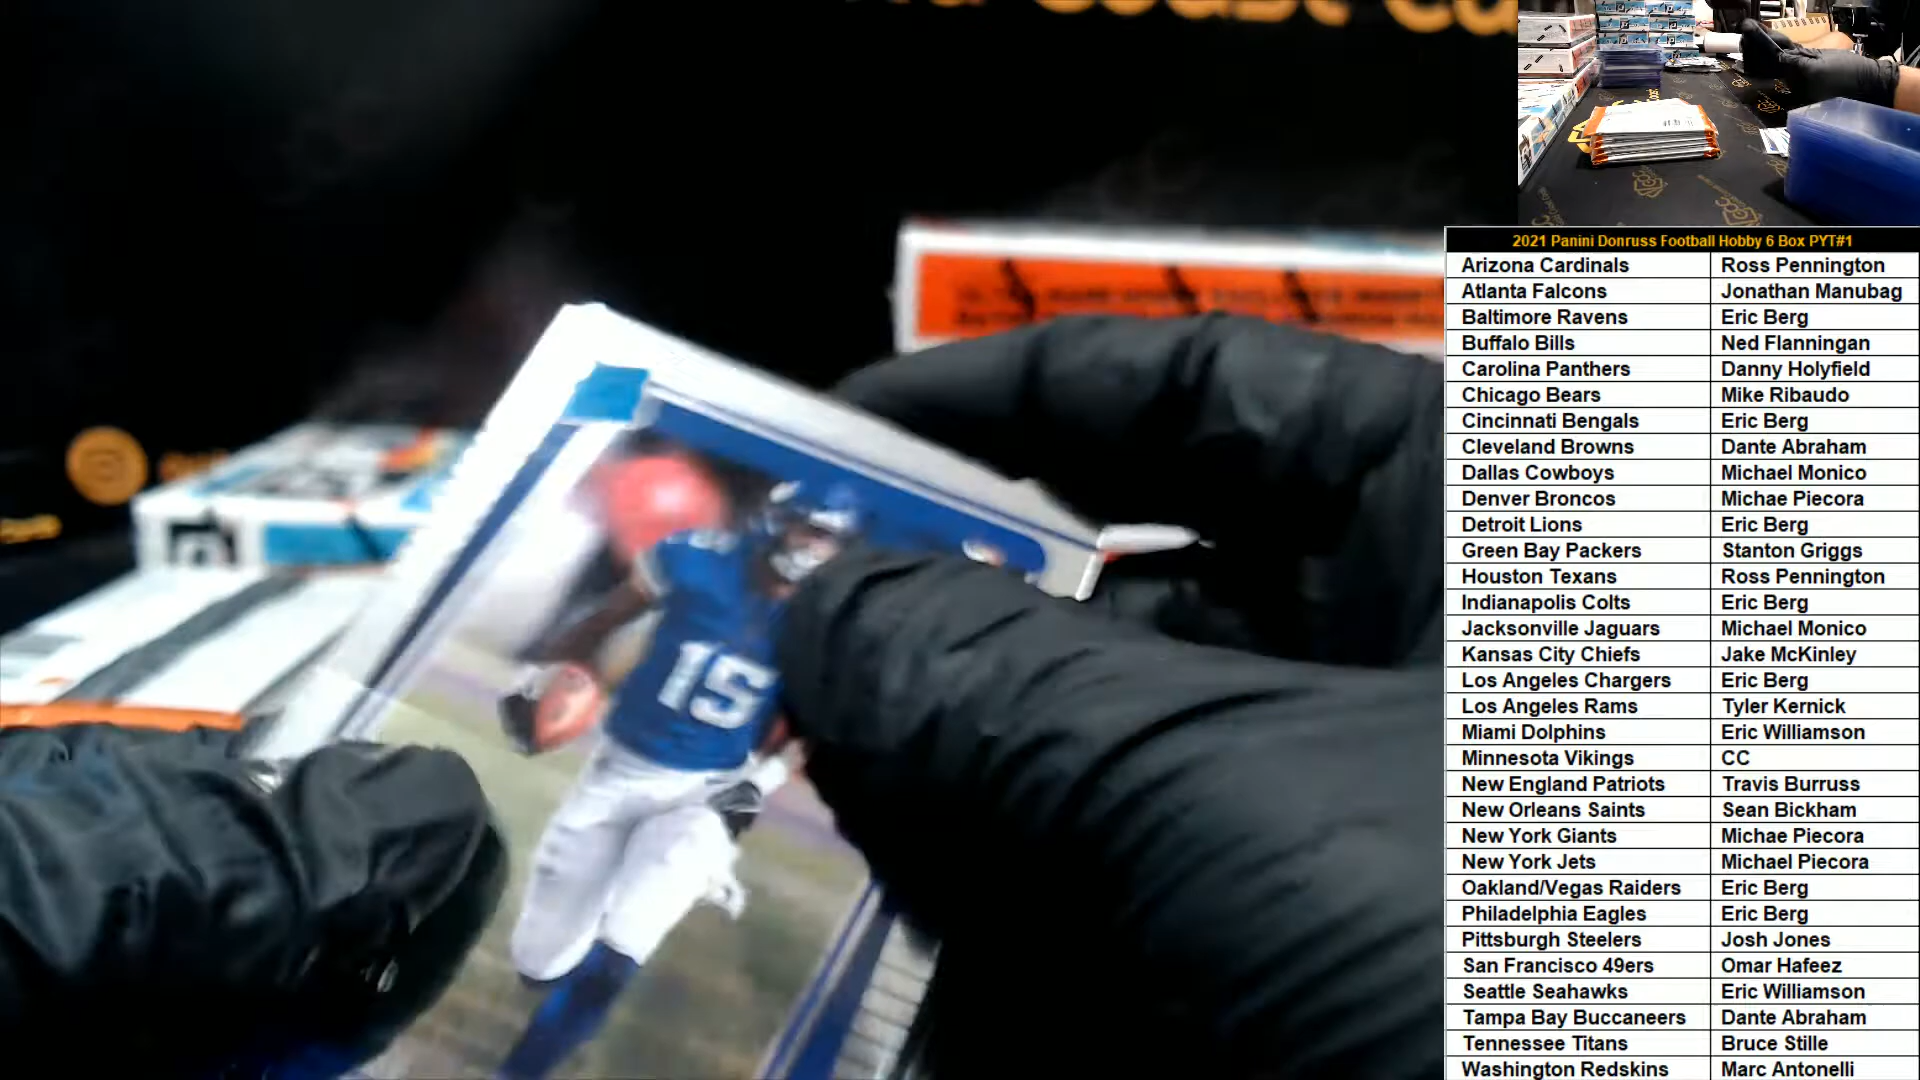 Coast Ca
15
2021 Panini Donruss Football Hobby 6 Box PYT#1
Arizona Cardinals Ross Pennington
Atlanta Falcons Jonathan Manubag
Baltimore Ravens Eric Berg
Buffalo Bills Ned Flanningan
Carolina Panthers Danny Holyfield
Chicago Bears Mike Ribaudo
Cincinnati Bengals Eric Berg
Cleveland Browns Dante Abraham
Dallas Cowboys Michael Monico
Denver Broncos Michae Piecora
Detroit Lions Eric Berg
Green Bay Packers Stanton Griggs
Houston Texans Ross Pennington
Indianapolis Colts Eric Berg
Jacksonville Jaguars Michael Monico
Kansas City Chiefs Jake McKinley
Los Angeles Chargers Eric Berg
Los Angeles Rams Tyler Kernick
Miami Dolphins Eric Williamson
Minnesota Vikings CC
New England Patriots Travis Burruss
New Orleans Saints Sean Bickham
New York Giants Michae Piecora
New York Jets Michael Piecora
Oakland/Vegas Raiders Eric Berg
Philadelphia Eagles Eric Berg
Pittsburgh Steelers Josh Jones
San Francisco 49ers Omar Hafeez
Seattle Seahawks Eric Williamson
Tampa Bay Buccaneers Dante Abraham
Tennessee Titans Bruce Stille
Washington Redskins Marc Antonelli